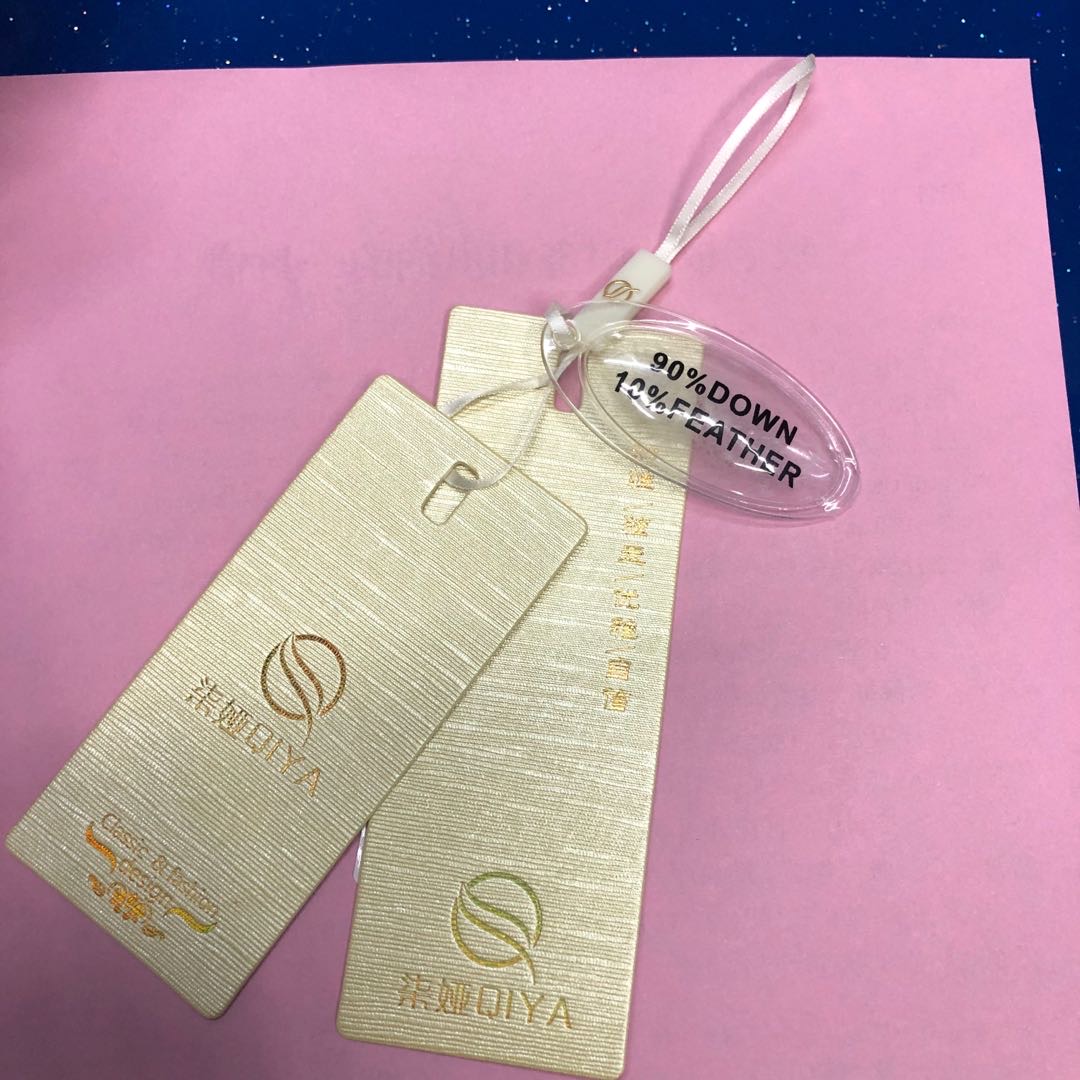 90%DOWN
10%FEATHER
柒娅QIYA
Classic & fashion
design
柒娅QIYA